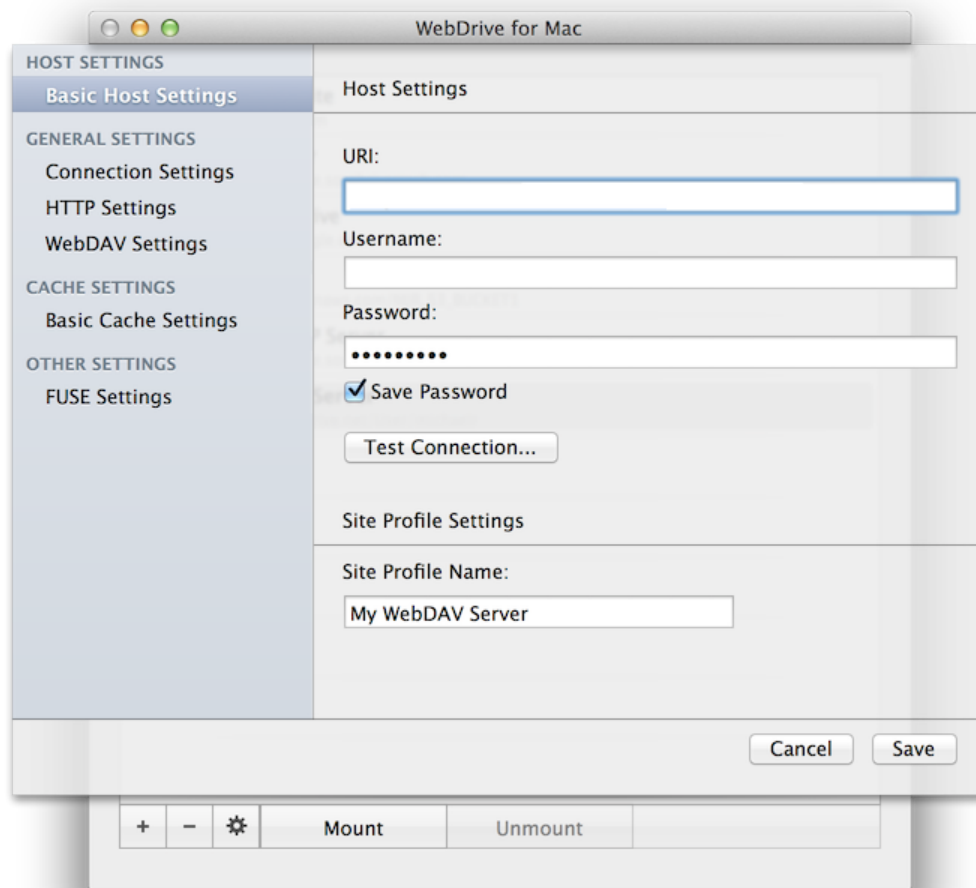 WebDrive for Mac
HOST SETTINGS
Basic Host Settings
GENERAL SETTINGS
Connection Settings
HTTP Settings
WebDAV Settings
CACHE SETTINGS
Basic Cache Settings
OTHER SETTINGS
FUSE Settings
Host Settings
URI:
Username:
Password:
•••••••••
Save Password
Test Connection...
Site Profile Settings
Site Profile Name:
My WebDAV Server
Cancel Save
+ − Mount Unmount